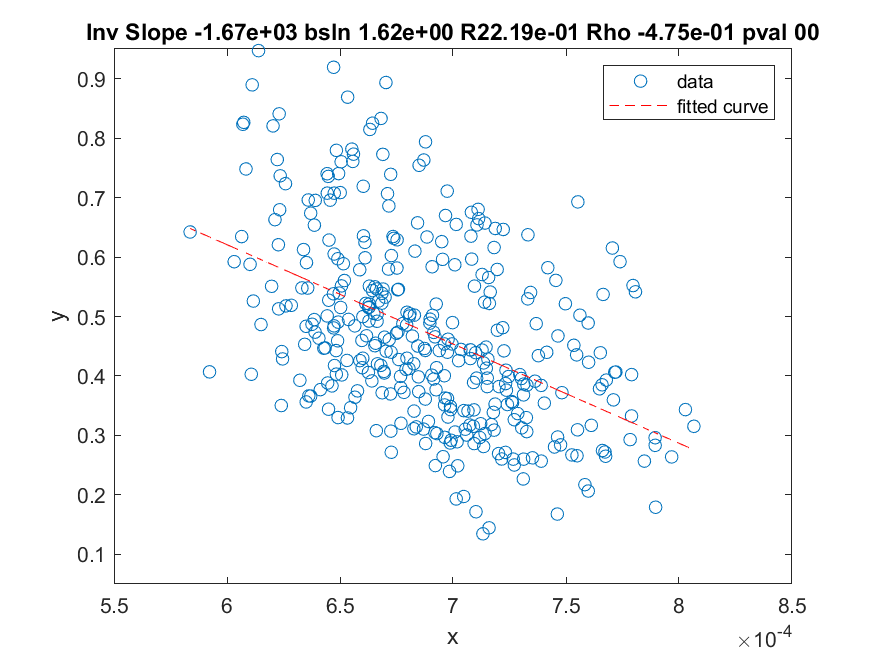 Inv Slope -1.67e+03 bsln 1.62e+00 R22.19e-01 Rho -4.75e-01 pval 00
data
fitted curve
0.9
0.8
0.7
0.6
0.5
0.4
0.3
0.2
0.1
y
5.5 6 6.5 7 7.5 8 8.5
x
×10-4